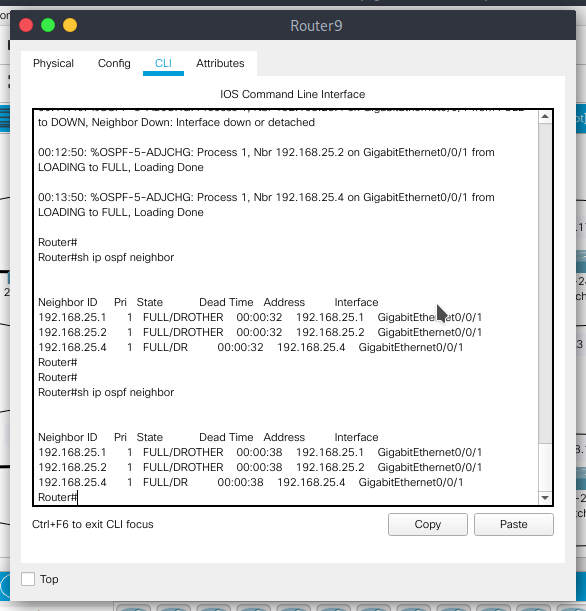 Router9
Physical Config CLI Attributes
IOS Command Line Interface
to DOWN, Neighbor Down: Interface down or detached
00:12:50: %OSPF-5-ADJCHG: Process 1, Nbr 192.168.25.2 on GigabitEthernet0/0/1 from
LOADING to FULL, Loading Done
00:13:50: %OSPF-5-ADJCHG: Process 1, Nbr 192.168.25.4 on GigabitEthernet0/0/1 from
LOADING to FULL, Loading Done
Router#
Router#sh ip ospf neighbor
Neighbor ID Pri State Dead Time Address Interface
192.168.25.1 1 FULL/DROTHER 00:00:32 192.168.25.1 GigabitEthernet0/0/1
192.168.25.2 1 FULL/DROTHER 00:00:32 192.168.25.2 GigabitEthernet0/0/1
192.168.25.4 1 FULL/DR 00:00:32 192.168.25.4 GigabitEthernet0/0/1
Router#
Router#
Router#sh ip ospf neighbor
Neighbor ID Pri State Dead Time Address Interface
192.168.25.1 1 FULL/DROTHER 00:00:38 192.168.25.1 GigabitEthernet0/0/1
192.168.25.2 1 FULL/DROTHER 00:00:38 192.168.25.2 GigabitEthernet0/0/1
192.168.25.4 1 FULL/DR 00:00:38 192.168.25.4 GigabitEthernet0/0/1
Router#
Ctrl+F6 to exit CLI focus
Copy
Paste
Top